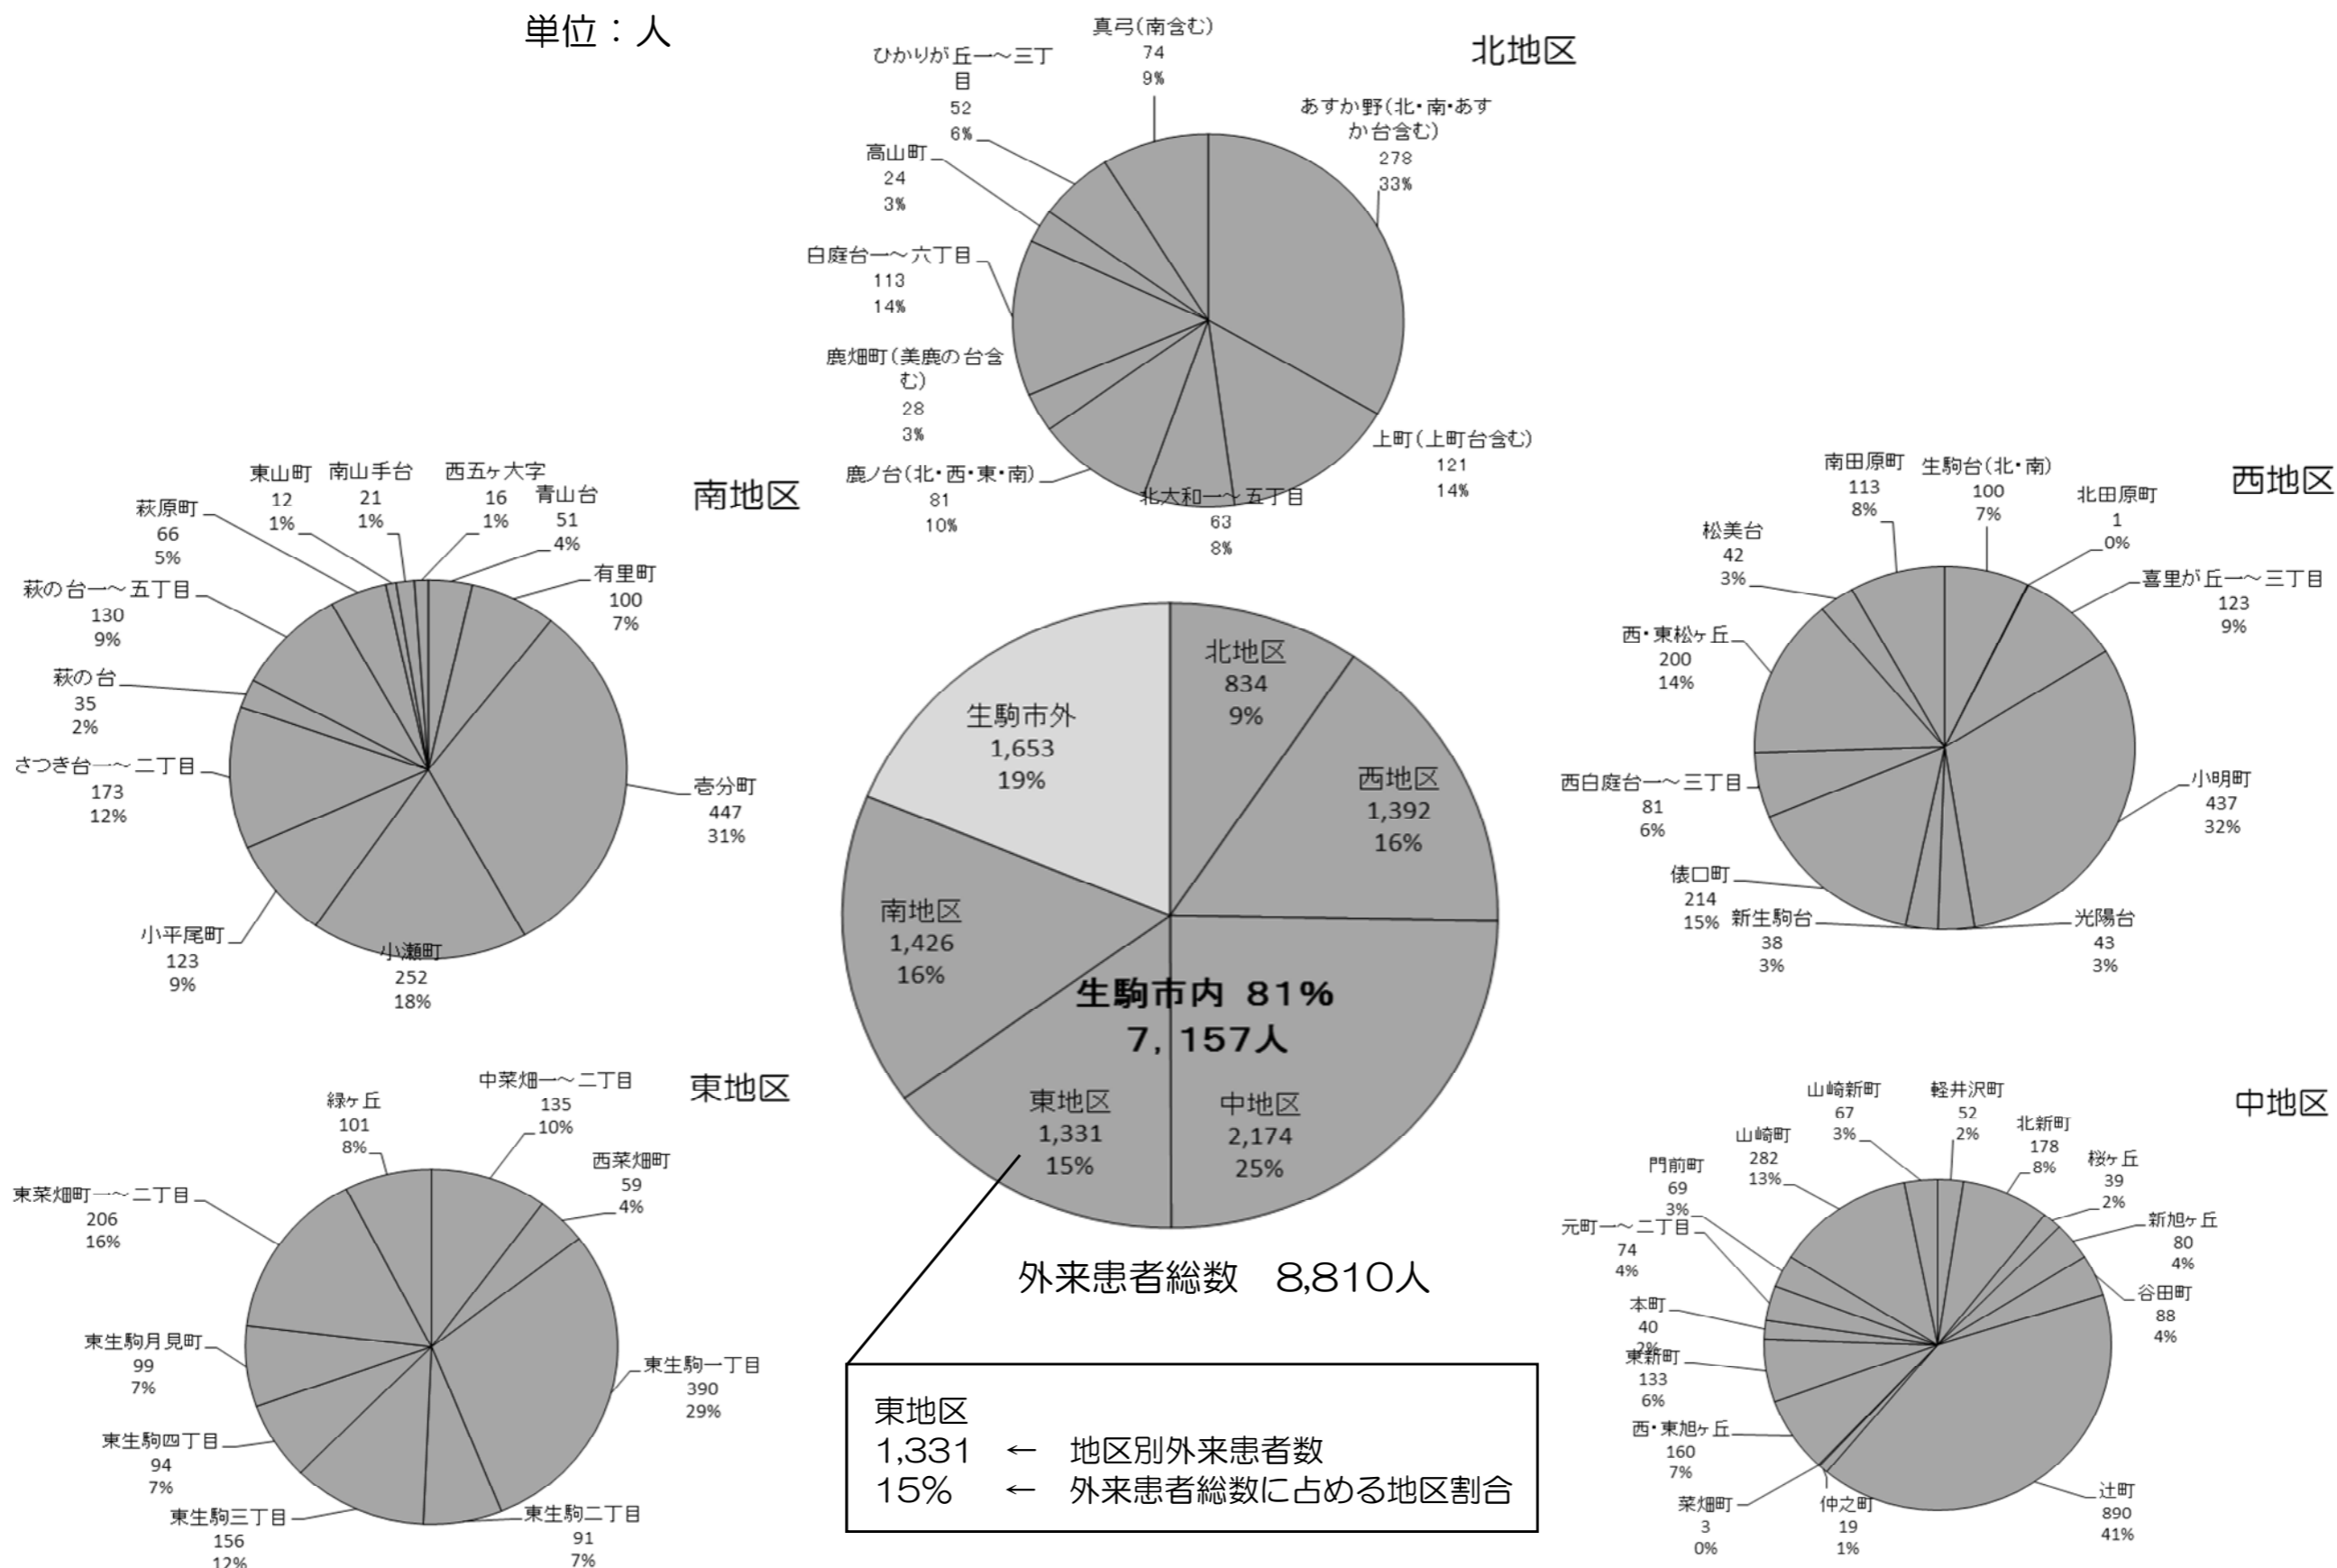 単位：人
北地区
真弓（南含む）
74
9%
ひかりが丘一～三丁
目
52
6%
あすか野（北・南・あす
か台含む）
278
33%
高山町
24
3%
白庭台一～六丁目
113
14%
鹿畑町（美鹿の台含
む）
28
3%
鹿ノ台（北・西・東・南）
81
10%
北大和一～五丁目
63
8%
上町（上町台含む）
121
14%
南地区
西五ヶ大字
16
1%
青山台
51
4%
有里町
100
7%
壱分町
447
31%
小瀬町
252
18%
小平尾町
123
9%
さつき台一～二丁目
173
12%
萩の台
35
2%
萩の台一～五丁目
130
9%
萩原町
66
5%
東山町
12
1%
南山手台
21
1%
西地区
生駒台（北・南）
100
7%
北田原町
1
0%
喜里が丘一～三丁目
123
9%
小明町
437
32%
光陽台
43
3%
新生駒台
38
3%
俵口町
214
15%
西白庭台一～三丁目
81
6%
西・東松ヶ丘
200
14%
松美台
42
3%
南田原町
113
8%
北地区
834
9%
西地区
1,392
16%
中地区
2,174
25%
東地区
1,331
15%
南地区
1,426
16%
生駒市外
1,653
19%
生駒市内 81%
7,157人
外来患者総数　8,810人
東地区
中菜畑一～二丁目
135
10%
西菜畑町
59
4%
東生駒一丁目
390
29%
東生駒二丁目
91
7%
東生駒三丁目
156
12%
東生駒四丁目
94
7%
東生駒月見町
99
7%
東菜畑町一～二丁目
206
16%
緑ヶ丘
101
8%
中地区
軽井沢町
52
2%
北新町
178
8%
桜ヶ丘
39
2%
新旭ヶ丘
80
4%
谷田町
88
4%
辻町
890
41%
仲之町
19
1%
菜畑町
3
0%
西・東旭ヶ丘
160
7%
東新町
133
6%
本町
40
2%
元町一～二丁目
74
4%
門前町
69
3%
山崎町
282
13%
山崎新町
67
3%
東地区
1,331　←　地区別外来患者数
15%　←　外来患者総数に占める地区割合